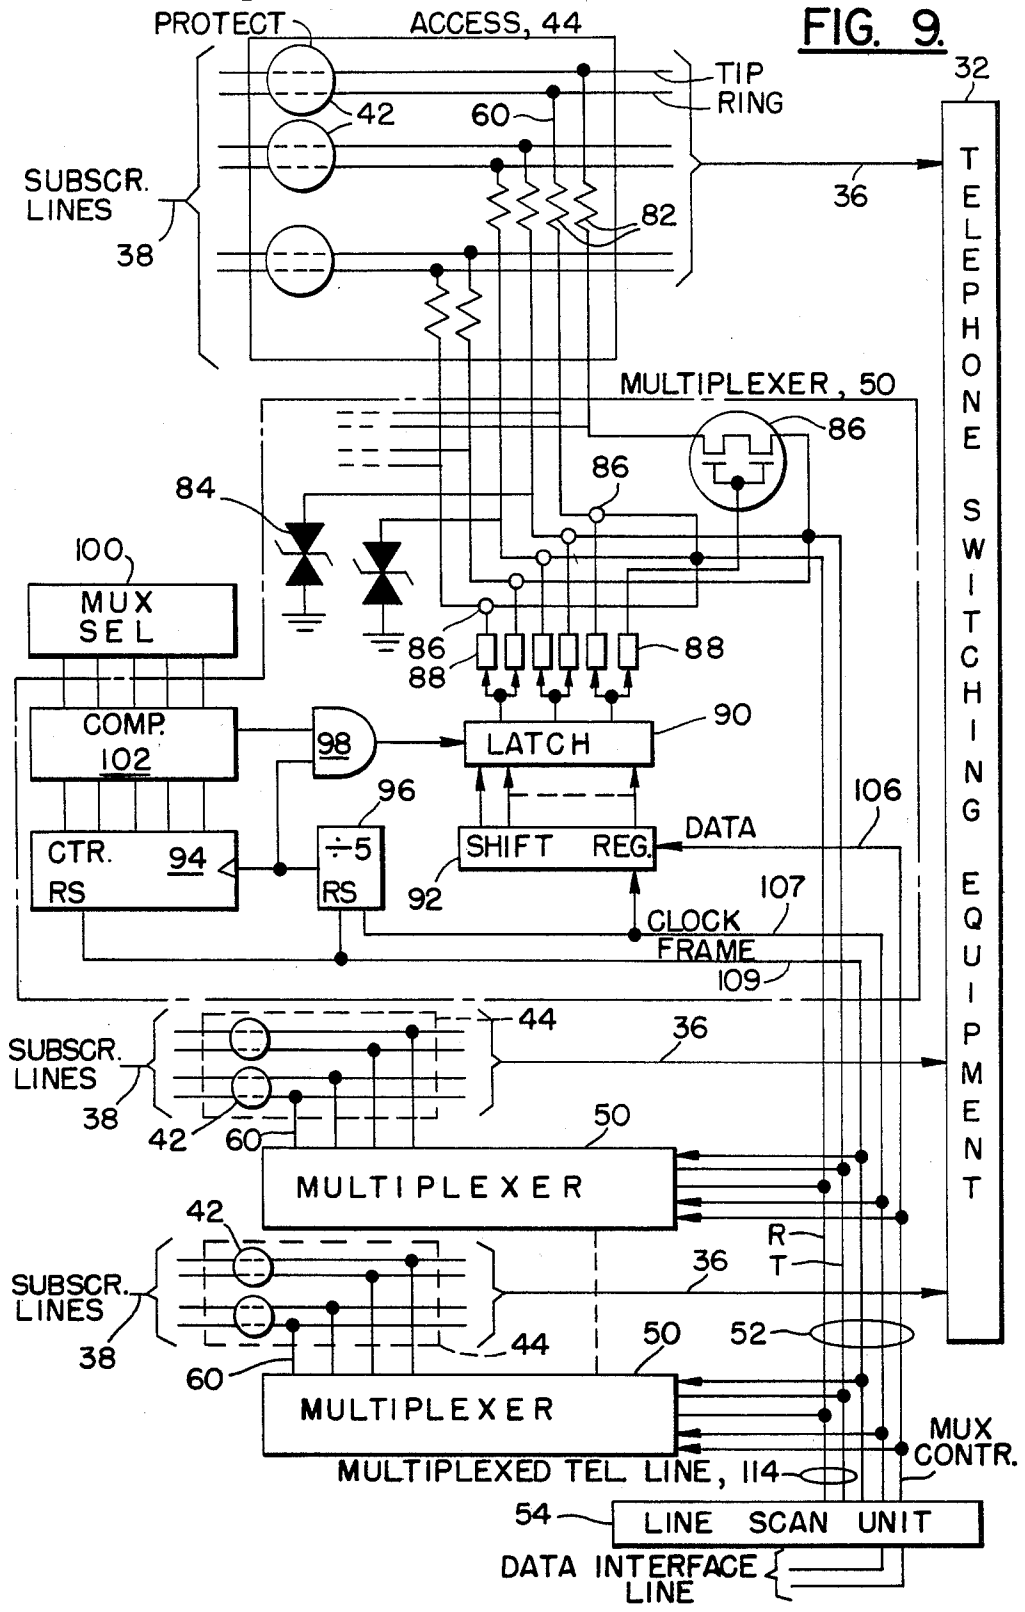 PROTECT
ACCESS, 44
FIG. 9.
TIP
RING
32
42
60
SUBSCR.
LINES
38
82
36
TELEPHONE SWITCHING EQUIPMENT
MULTIPLEXER, 50
86
84
86
100
MUX
SEL
86
88
88
COMP.
102
98
90
LATCH
96
106
CTR.
94
RS
÷5
RS
SHIFT REG.
DATA
92
107
CLOCK
FRAME
109
44
36
SUBSCR.
LINES
38
42
60
50
MULTIPLEXER
42
R
T
36
SUBSCR.
LINES
38
44
52
60
50
MULTIPLEXER
MUX
CONTR.
MULTIPLEXED TEL. LINE, 114
54
LINE SCAN UNIT
DATA INTERFACE
LINE